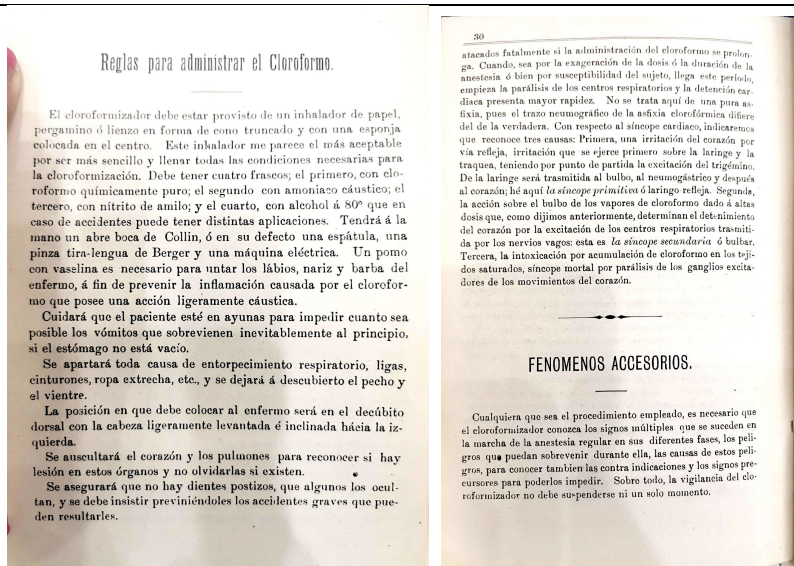 Reglas para administrar el Cloroformo.
El cloroformizador debe estar provisto de un inhalador de papel,
pergamino ó lienzo en forma de cono truncado y con una esponja
colocada en el centro. Este inhalador me parece el más aceptable
por ser más sencillo y llenar todas las condiciones necesarias para
la cloroformización. Debe tener cuatro frascos; el primero, con clo-
roformo químicamente puro; el segundo con amoniaco cáustico; el
tercero, con nítrito de amilo; y el cuarto, con alcohol á 80° que en
caso de accidentes puede tener distintas aplicaciones. Tendrá á la
mano un abre boca de Collin, ó en su defecto una espátula, una
pinza tira-lengua de Berger y una máquina eléctrica. Un pomo
con vaselina es necesario para untar los lábios, nariz y barba del
enfermo, á fin de prevenir la inflamación causada por el clorofor-
mo que posee una acción ligeramente cáustica.
Cuidará que el paciente esté en ayunas para impedir cuanto sea
posible los vómitos que sobrevienen inevitablemente al principio,
si el estómago no está vacío.
Se apartará toda causa de entorpecimiento respiratorio, ligas,
cinturones, ropa extrecha, etc., y se dejará á descubierto el pecho y
el vientre.
La posición en que debe colocar al enfermo será en el decúbito
dorsal con la cabeza ligeramente levantada é inclinada hácia la iz-
quierda.
Se auscultará el corazón y los pulmones para reconocer si hay
lesión en estos órganos y no olvidarlas si existen.
Se asegurará que no hay dientes postizos, que algunos los ocul-
tan, y se debe insistir previniéndoles los accidentes graves que pue-
den resultarles.
30
atacados fatalmente si la administración del cloroformo se prolon-
ga. Cuando, sea por la exageración de la dosis ó la duración de la
anestesia ó bien por susceptibilidad del sujeto, llega este período,
empieza la parálisis de los centros respiratorios y la detención car-
diaca presenta mayor rapidez. No se trata aquí de una pura as-
fixia, pues el trazo neumográfico de la asfixia clorofórmica difiere
del de la verdadera. Con respecto al síncope cardiaco, indicaremos
que reconoce tres causas: Primera, una irritación del corazón por
vía refleja, irritación que se ejerce primero sobre la laringe y la
traquea, teniendo por punto de partida la excitación del trigémino.
De la laringe será trasmitida al bulbo, al neumogástrico y después
al corazón; hé aquí la síncope primitiva ó laringo-refleja. Segunda,
la acción sobre el bulbo de los vapores de cloroformo dado á altas
dosis que, como dijimos anteriormente, determinan el detenimiento
del corazón por la excitación de los centros respiratorios trasmiti-
da por los nervios vagos: esta es la síncope secundaria ó bulbar.
Tercera, la intoxicación por acumulación de cloroformo en los teji-
dos saturados, síncope mortal por parálisis de los ganglios excita-
dores de los movimientos del corazón.
FENOMENOS ACCESORIOS.
Cualquiera que sea el procedimiento empleado, es necesario que
el cloroformizador conozca los signos múltiples que se suceden en
la marcha de la anestesia regular en sus diferentes fases, los peli-
gros que puedan sobrevenir durante ella, las causas de estos peli-
gros, para conocer tambien las contra indicaciones y los signos pre-
cursores para poderlos impedir. Sobre todo, la vigilancia del clo-
roformizador no debe suspenderse ni un solo momento.